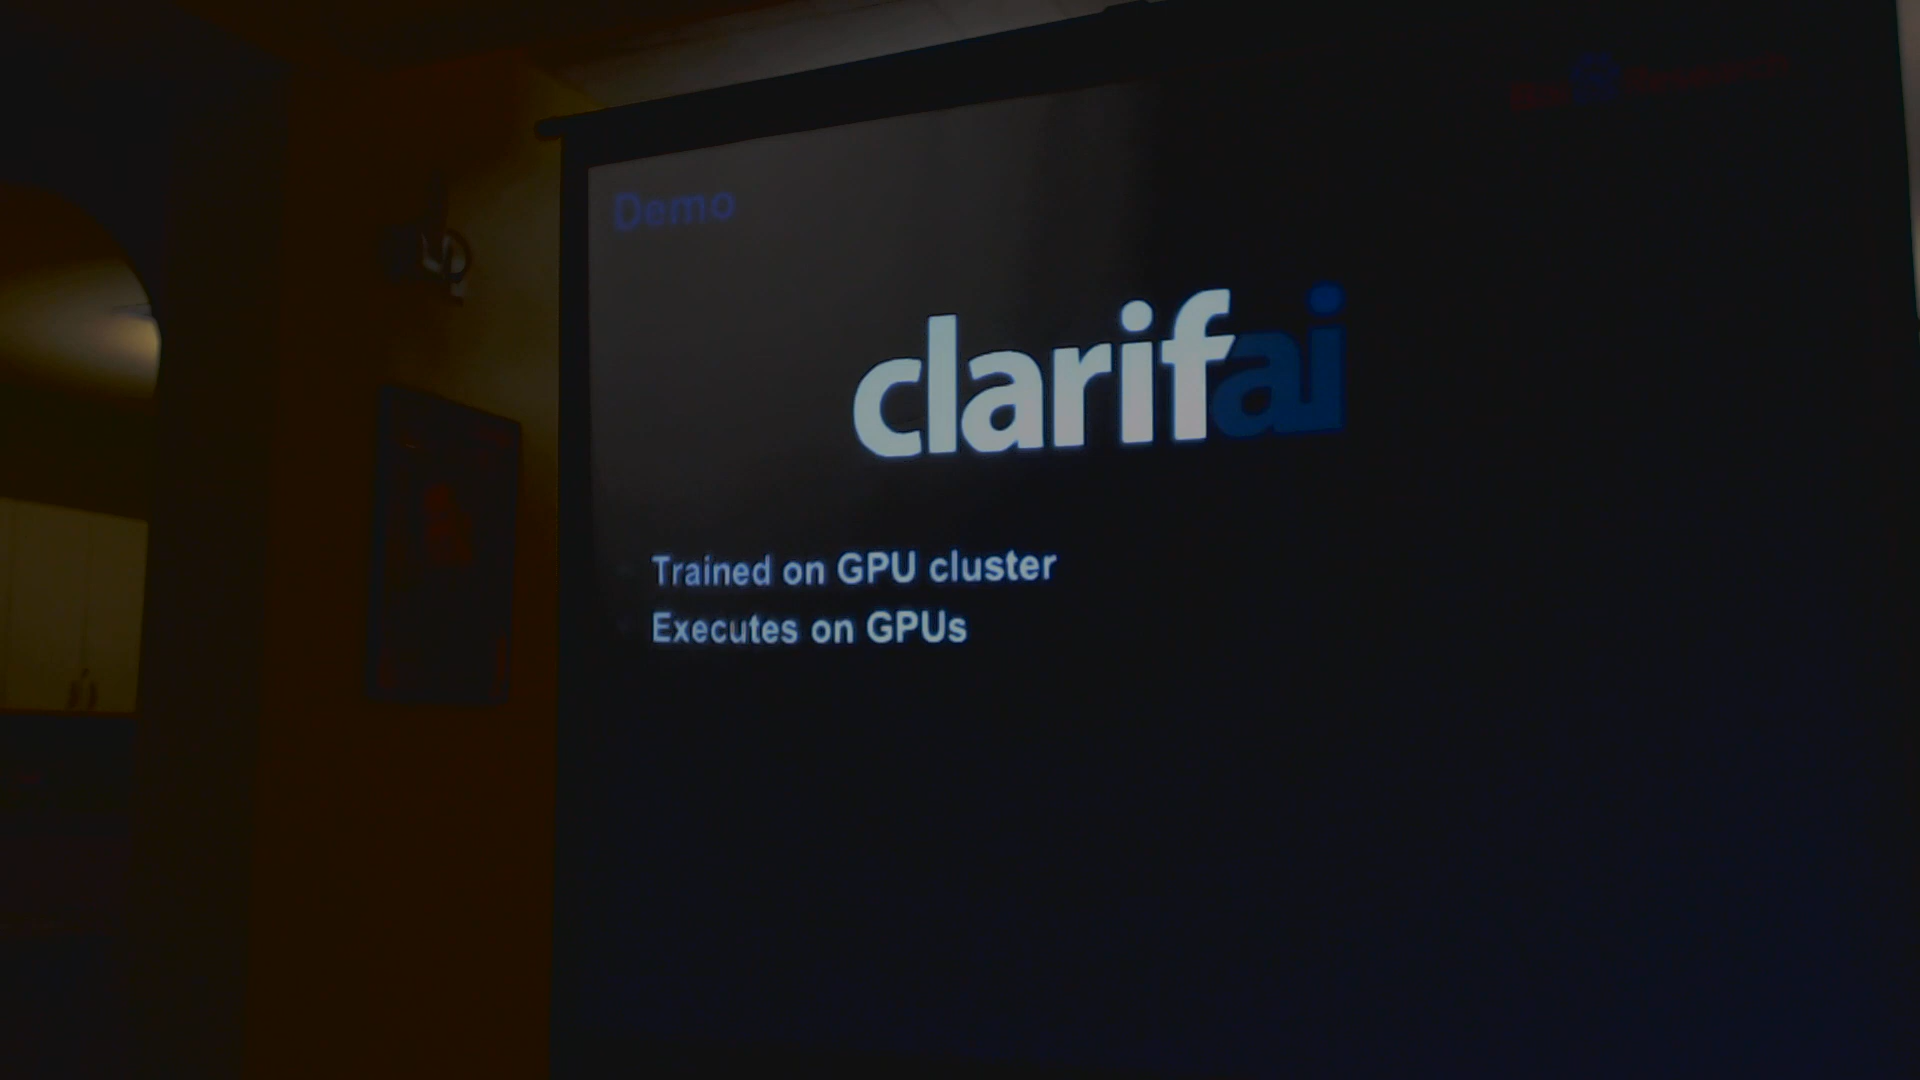 Demo
clarifai
Trained on GPU cluster
Executes on GPUs